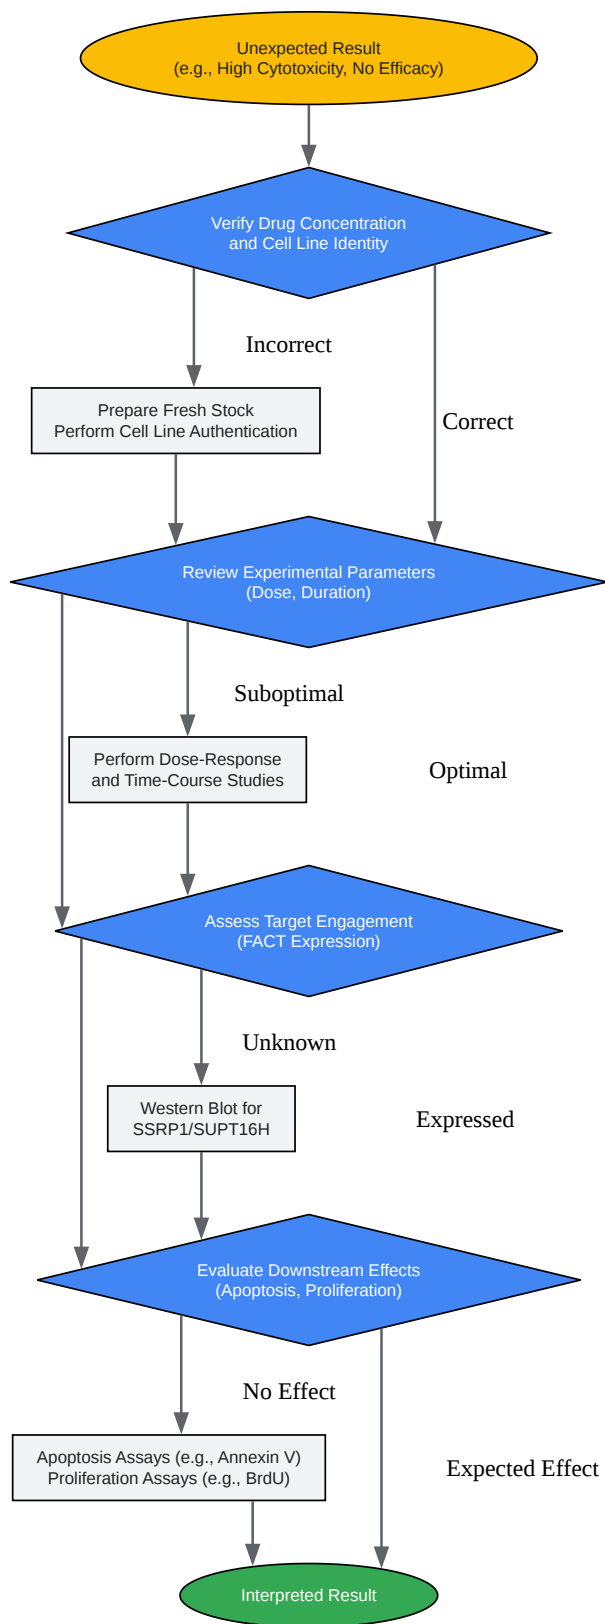 Unexpected Result
(e.g., High Cytotoxicity, No Efficacy)
Verify Drug Concentration
and Cell Line Identity
Incorrect
Prepare Fresh Stock
Perform Cell Line Authentication
Correct
Review Experimental Parameters
(Dose, Duration)
Suboptimal
Perform Dose-Response
and Time-Course Studies
Optimal
Assess Target Engagement
(FACT Expression)
Unknown
Western Blot for
SSRP1/SUPT16H
Expressed
Evaluate Downstream Effects
(Apoptosis, Proliferation)
No Effect
Apoptosis Assays (e.g., Annexin V)
Proliferation Assays (e.g., BrdU)
Expected Effect
Interpreted Result